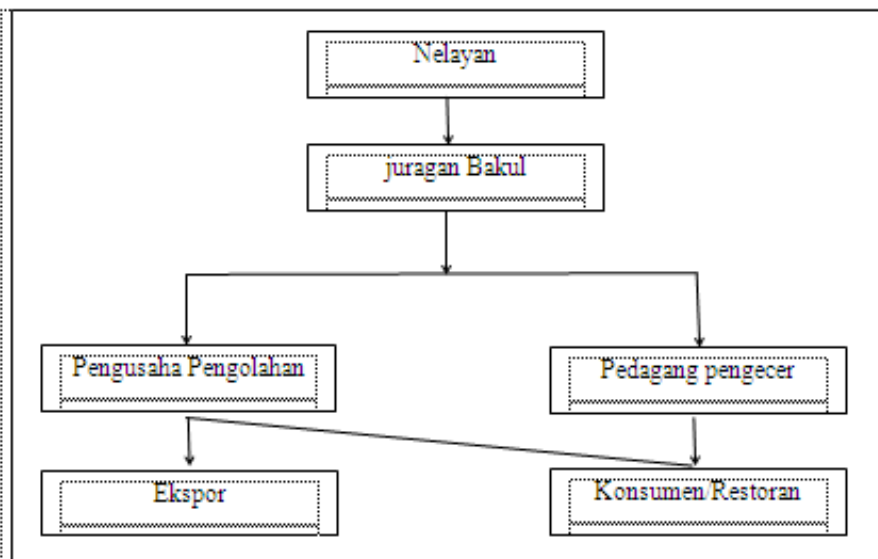 Nelayan
juragan Bakul
Pengusaha Pengolahan
Pedagang pengecer
Ekspor
Konsumen/Restoran